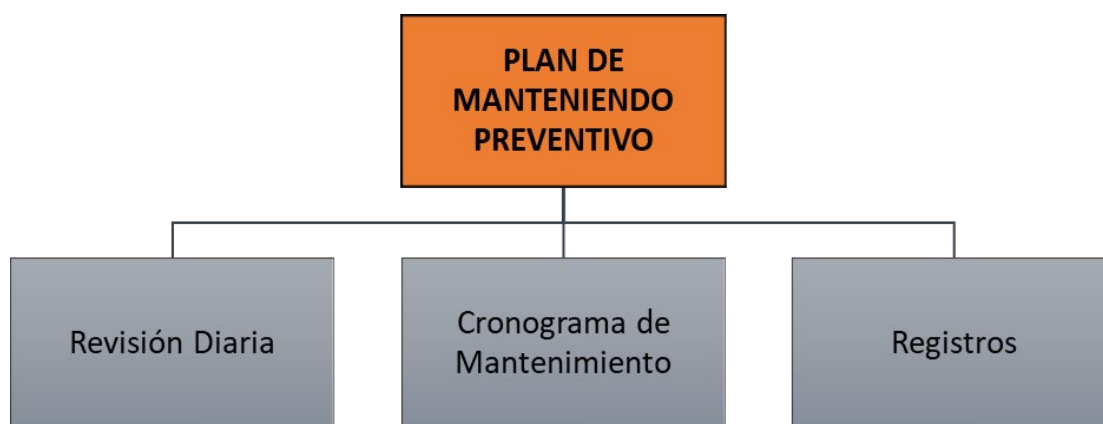 PLAN DE
MANTENIENDO
PREVENTIVO
Revisión Diaria
Cronograma de
Mantenimiento
Registros